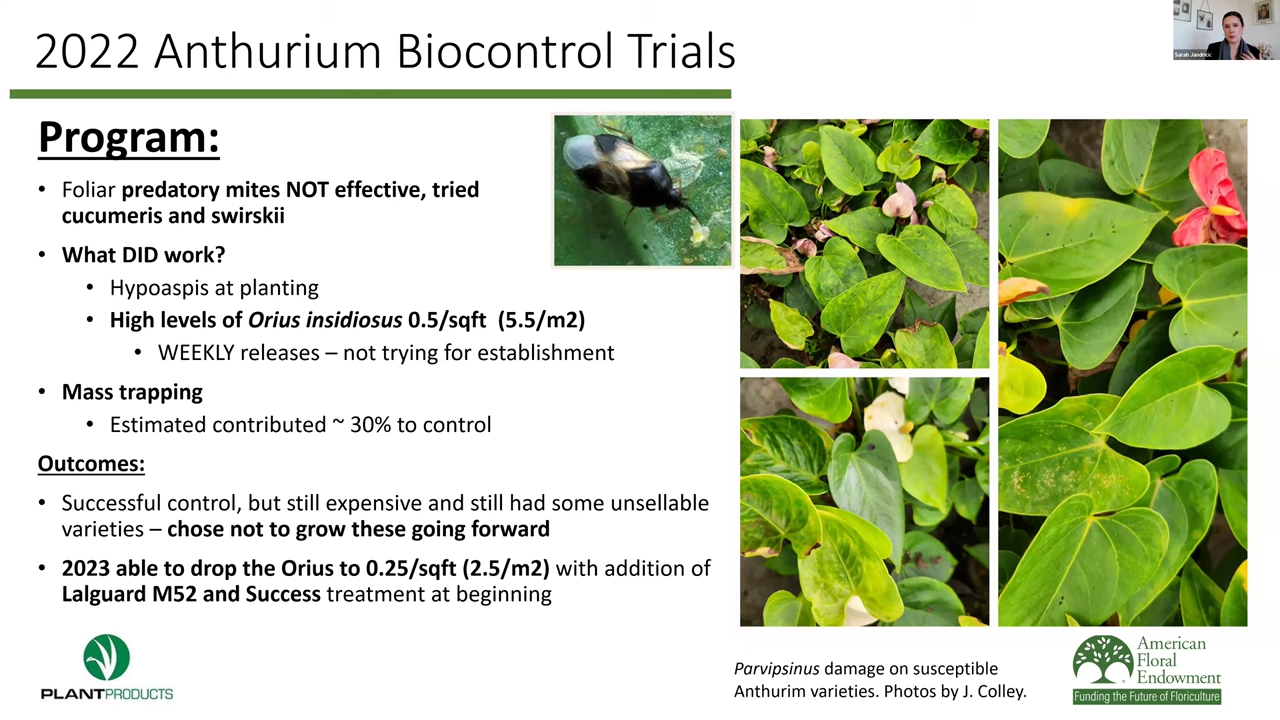 2022 Anthurium Biocontrol Trials
Sarah Jandricic
Program:
• Foliar predatory mites NOT effective, tried
cucumeris and swirskii
• What DID work?
• Hypoaspis at planting
• High levels of Orius insidiosus 0.5/sqft (5.5/m2)
• WEEKLY releases – not trying for establishment
• Mass trapping
• Estimated contributed ~ 30% to control
Outcomes:
• Successful control, but still expensive and still had some unsellable
varieties – chose not to grow these going forward
• 2023 able to drop the Orius to 0.25/sqft (2.5/m2) with addition of
Lalguard M52 and Success treatment at beginning
PLANTPRODUCTS
Parvipsinus damage on susceptible
Anthurim varieties. Photos by J. Colley.
American
Floral
Endowment
Funding the Future of Floriculture